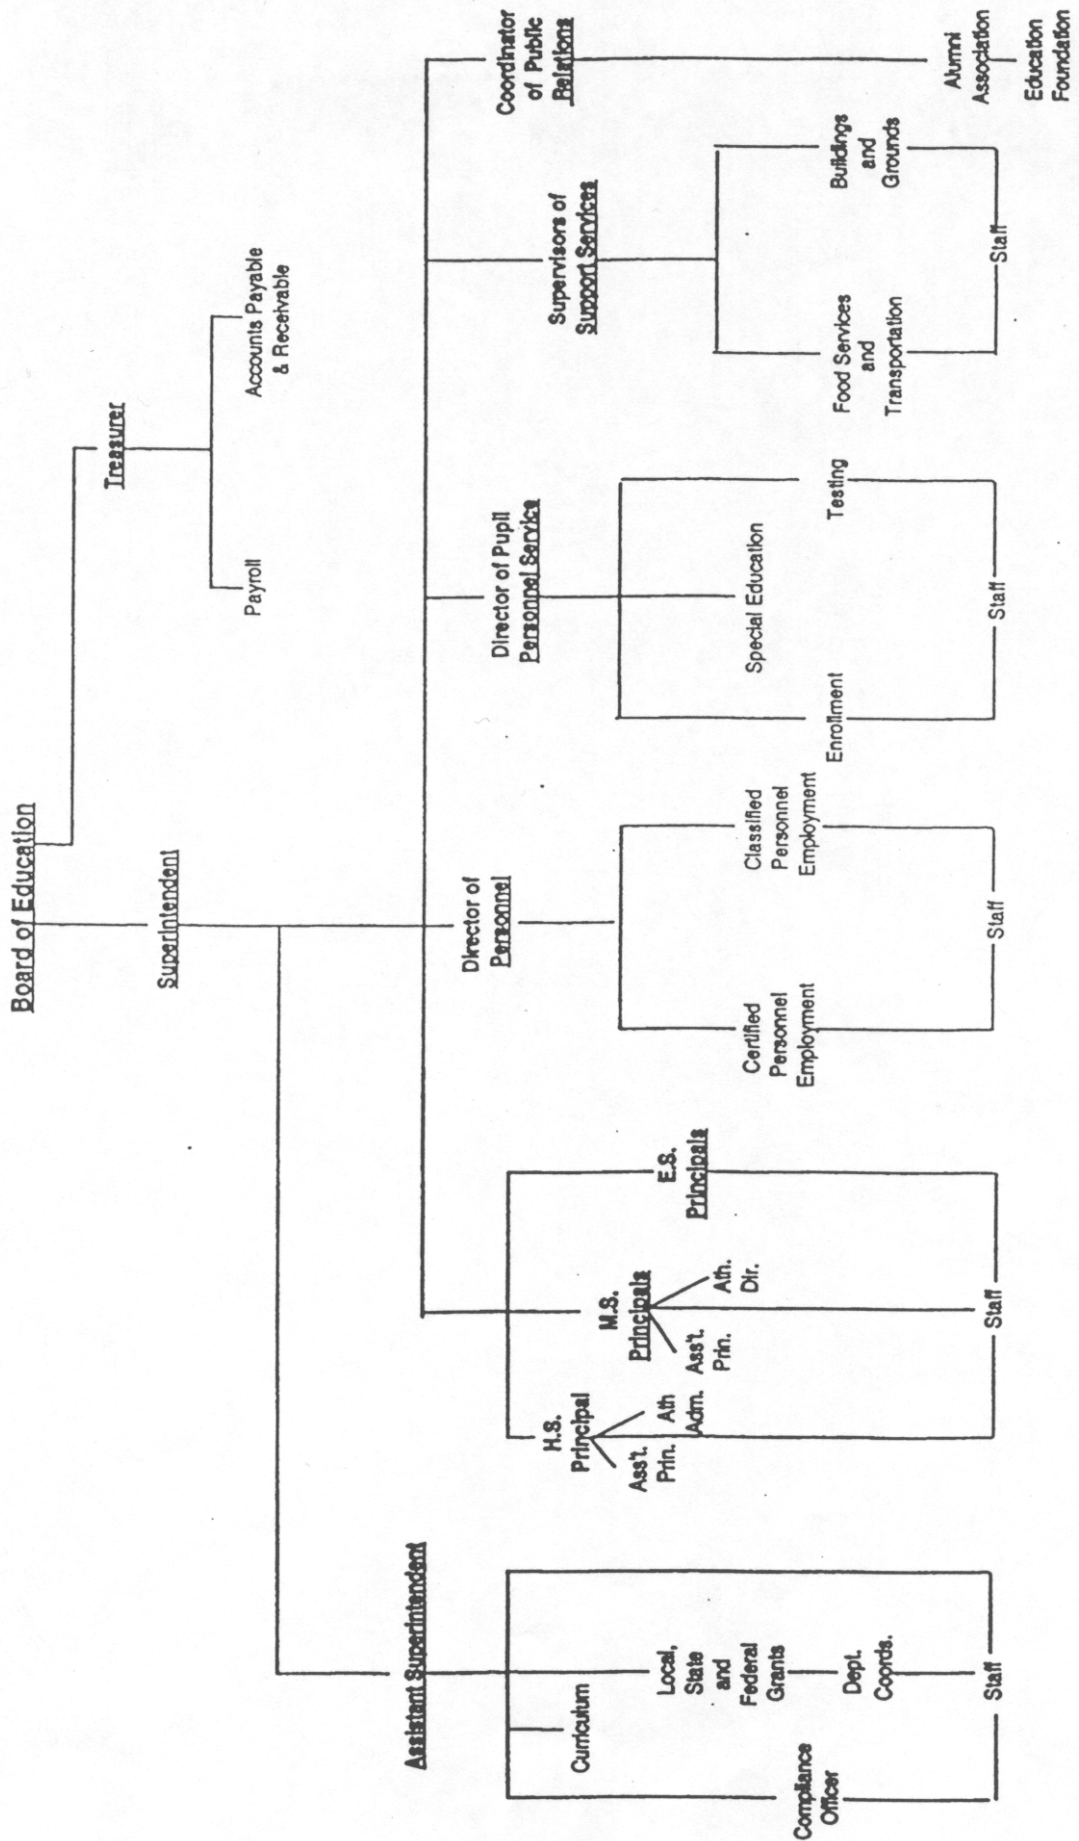 Board of Education
Treasurer
Superintendent
Payroll
Accounts Payable
& Receivable
Assistant Superintendent
Director of
Personnel
Director of Pupil
Personnel Service
Supervisors of
Support Services
Coordinator
of Public
Relations
H.S.
Principal
Ass't.
Prin.
Ath
Adm.
M.S.
Principals
Ass't.
Prin.
Ath.
Dir.
E.S.
Principals
Curriculum
Local,
State
and
Federal
Grants
Dept.
Coords.
Compliance
Officer
Staff
Staff
Certified
Personnel
Employment
Classified
Personnel
Employment
Staff
Enrollment
Special Education
Testing
Staff
Food Services
and
Transportation
Buildings
and
Grounds
Staff
Alumni
Association
Education
Foundation